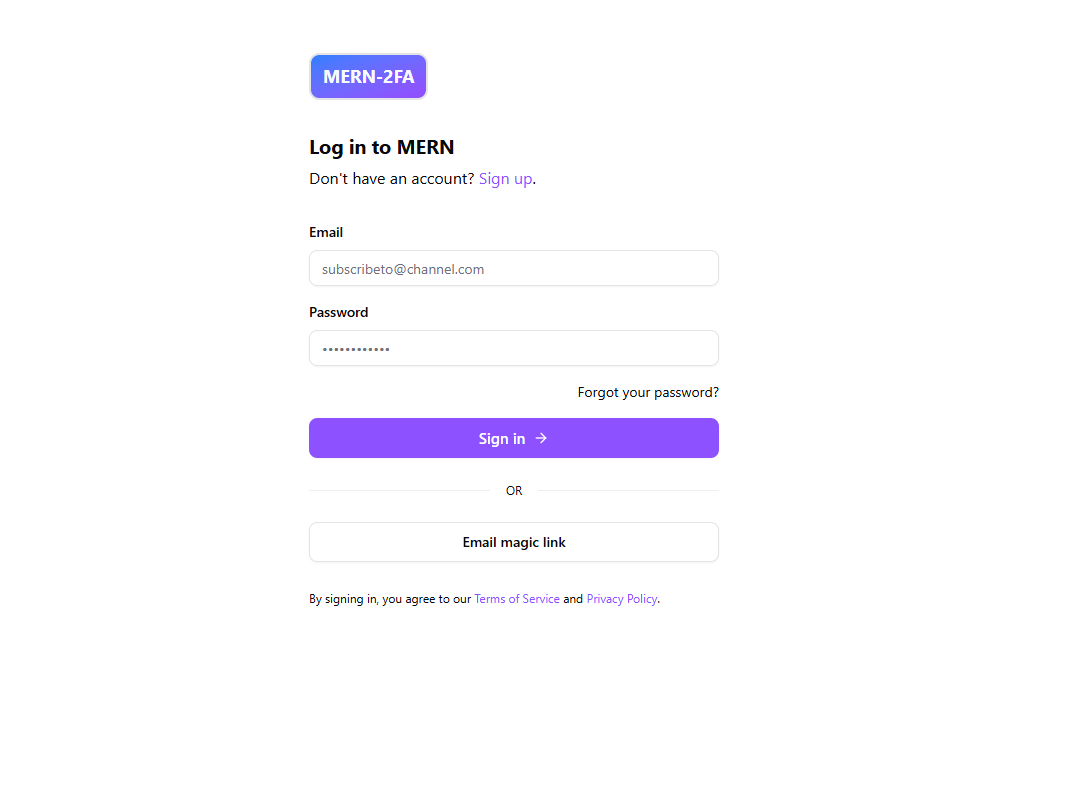 MERN-2FA
Log in to MERN
Don't have an account? Sign up.
Email
subscribeto@channel.com
Password
••••••••••••
Forgot your password?
Sign in →
OR
Email magic link
By signing in, you agree to our Terms of Service and Privacy Policy.